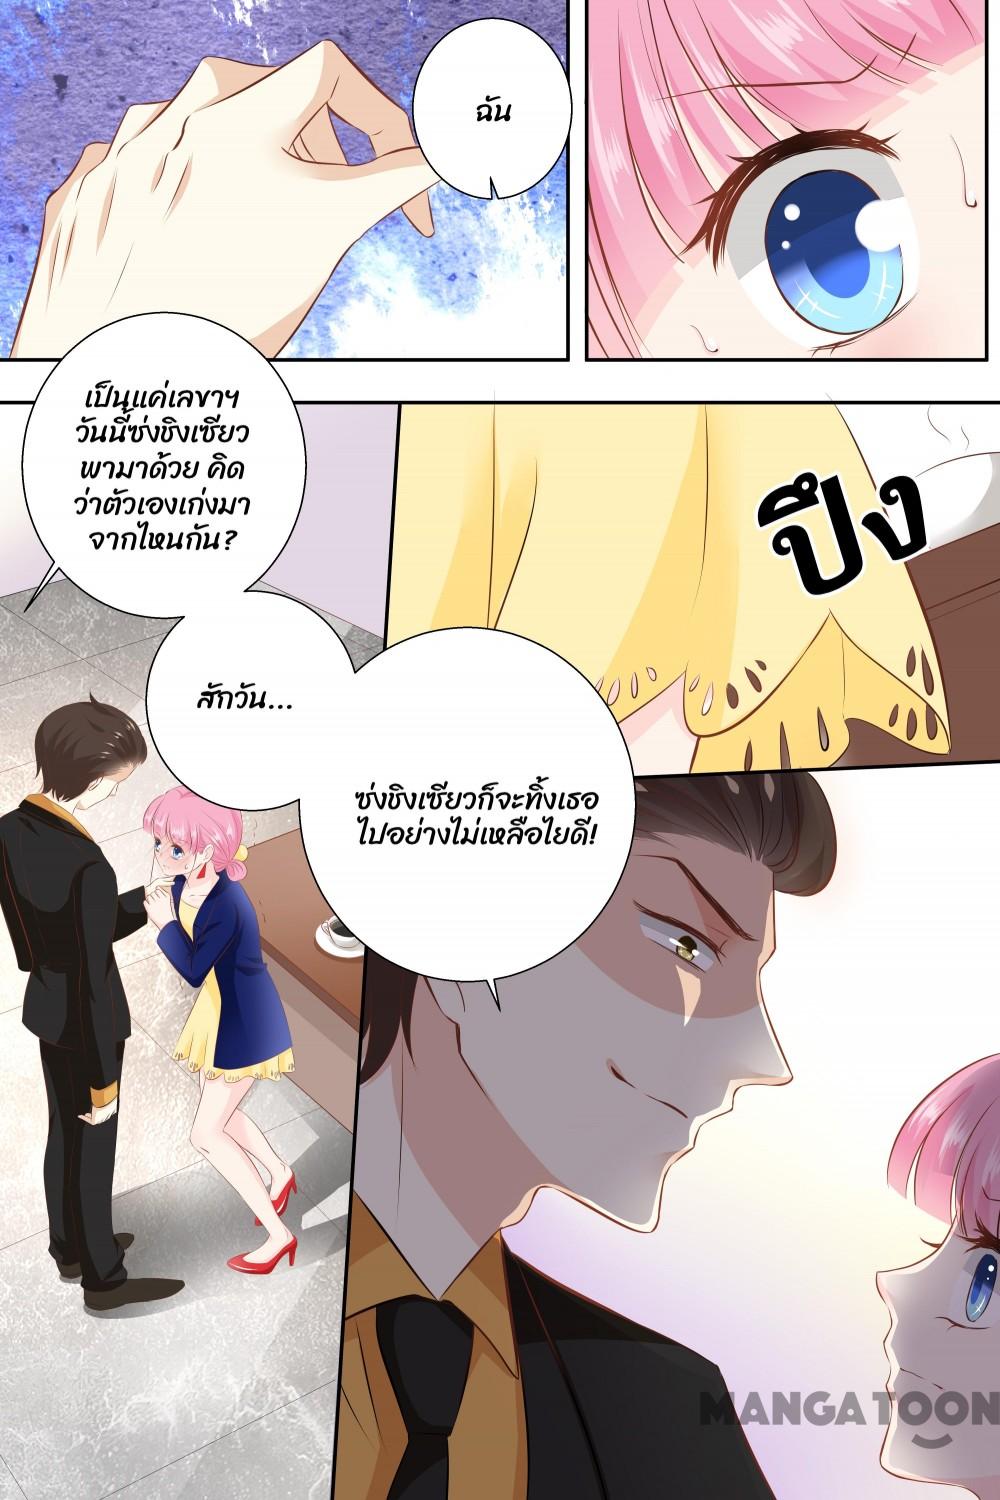 ฉัน
เป็นแค่เลขาฯ
วันนี้ซ่งชิงเซียว
พามาด้วย คิด
ว่าตัวเองเก่งมา
จากไหนกัน?
ปึง
สักวัน...
ซ่งชิงเซียวก็จะทิ้งเธอ
ไปอย่างไม่เหลือไยดี!
MANGATOON